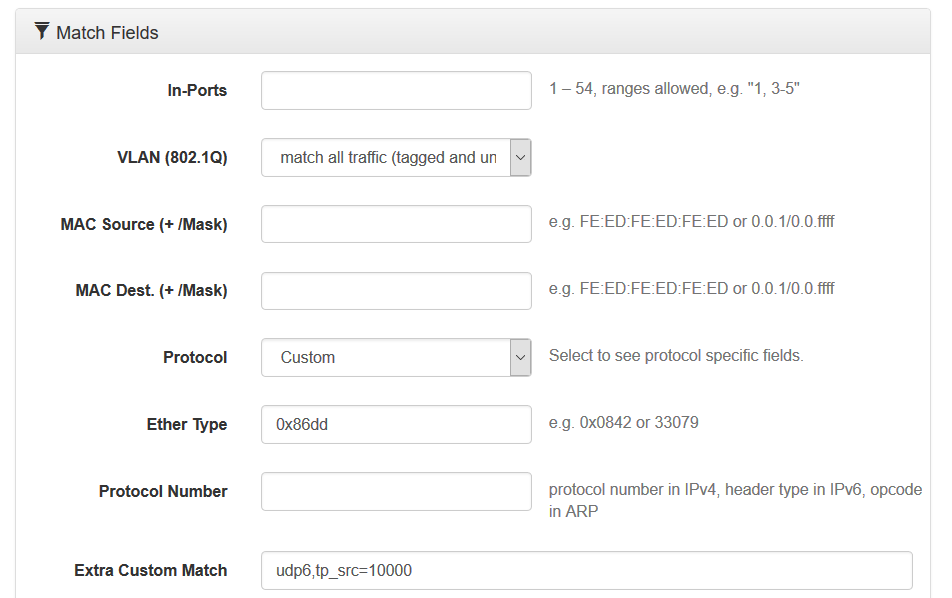 Match Fields
In-Ports
1 – 54, ranges allowed, e.g. "1, 3-5"
VLAN (802.1Q)
match all traffic (tagged and un
MAC Source (+ /Mask)
e.g. FE:ED:FE:ED:FE:ED or 0.0.1/0.0.ffff
MAC Dest. (+ /Mask)
e.g. FE:ED:FE:ED:FE:ED or 0.0.1/0.0.ffff
Protocol
Custom
Select to see protocol specific fields.
Ether Type
0x86dd
e.g. 0x0842 or 33079
Protocol Number
protocol number in IPv4, header type in IPv6, opcode
in ARP
Extra Custom Match
udp6,tp_src=10000